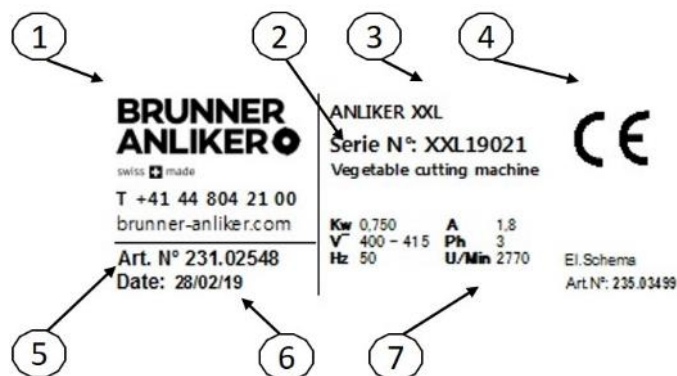 1
2
3
4
BRUNNER
ANLIKER
swiss made
T +41 44 804 21 00
brunner-anliker.com
Art. N° 231.02548
Date: 28/02/19
ANLIKER XXL
Serie N°: XXL19021
Vegetable cutting machine
Kw 0,750 A 1,8
V~ 400 - 415 Ph 3
Hz 50 U/Min 2770
CE
El.Schema
Art.N°: 235.03499
5
6
7